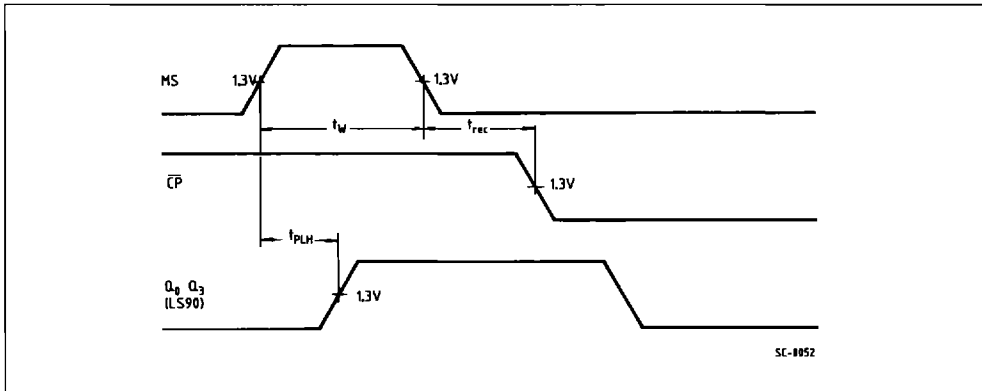 MS
1.3V
1.3V
tW
trec
CP
1.3V
tPLH
Q0 Q3
(LS90)
1.3V
SC-0052